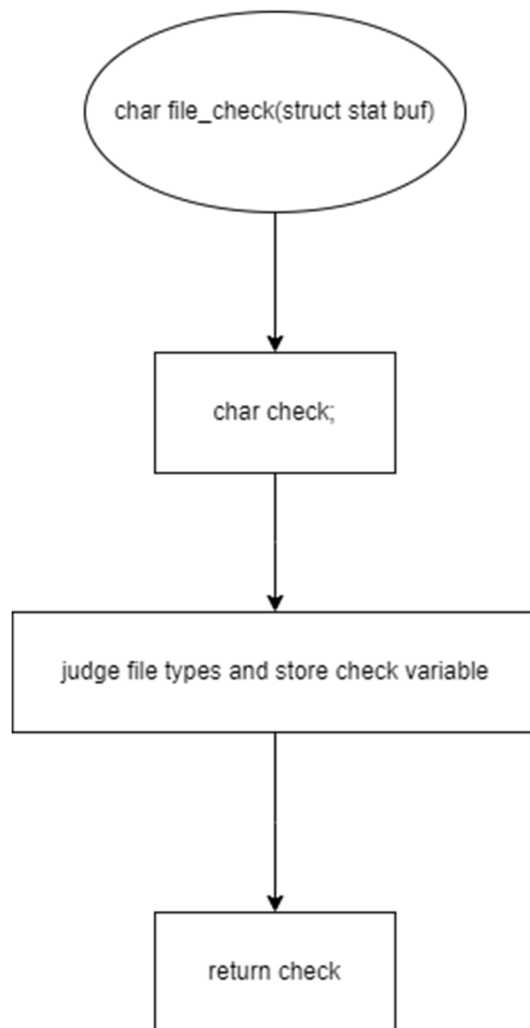 char file_check(struct stat buf)
char check;
judge file types and store check variable
return check